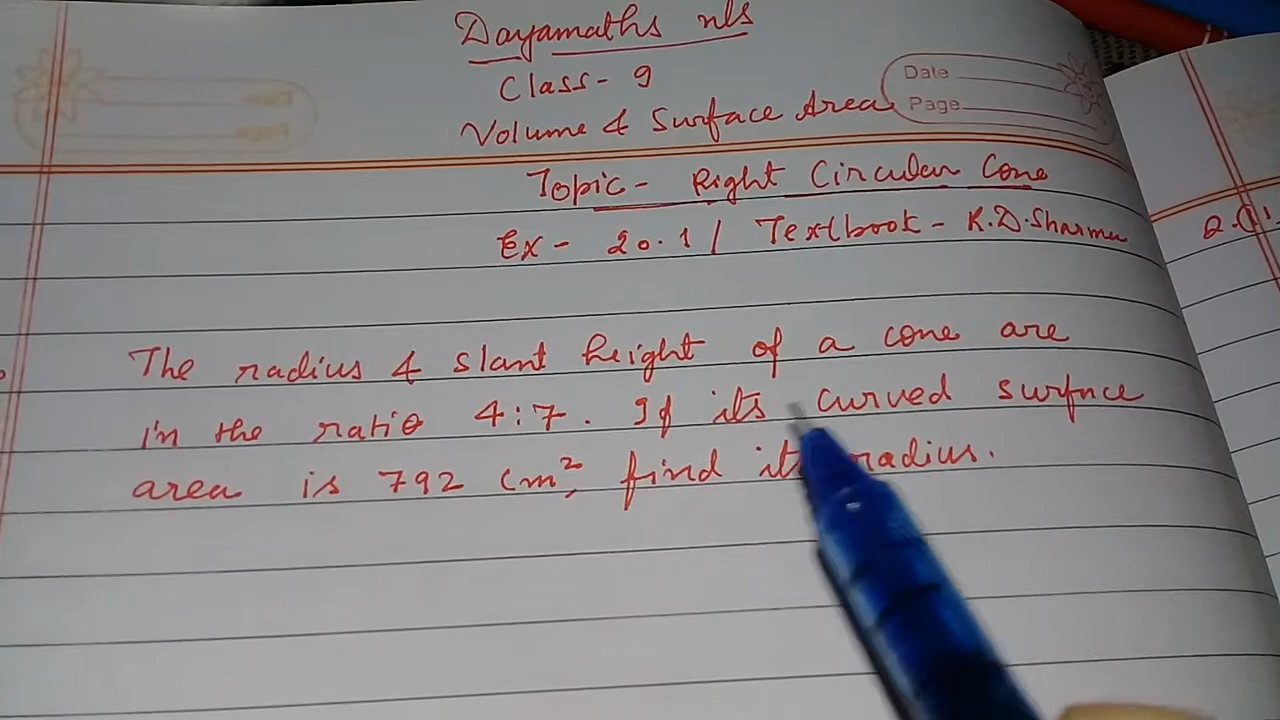 Dayamaths nls
Class- 9
Date
Page
Volume & Surface Area
Topic- Right Circular Cone
Ex- 20.1 / Textbook - R.D.Sharma
The radius & slant height of a cone are
in the ratio 4:7. If its curved surface
area is 792 cm², find its radius.